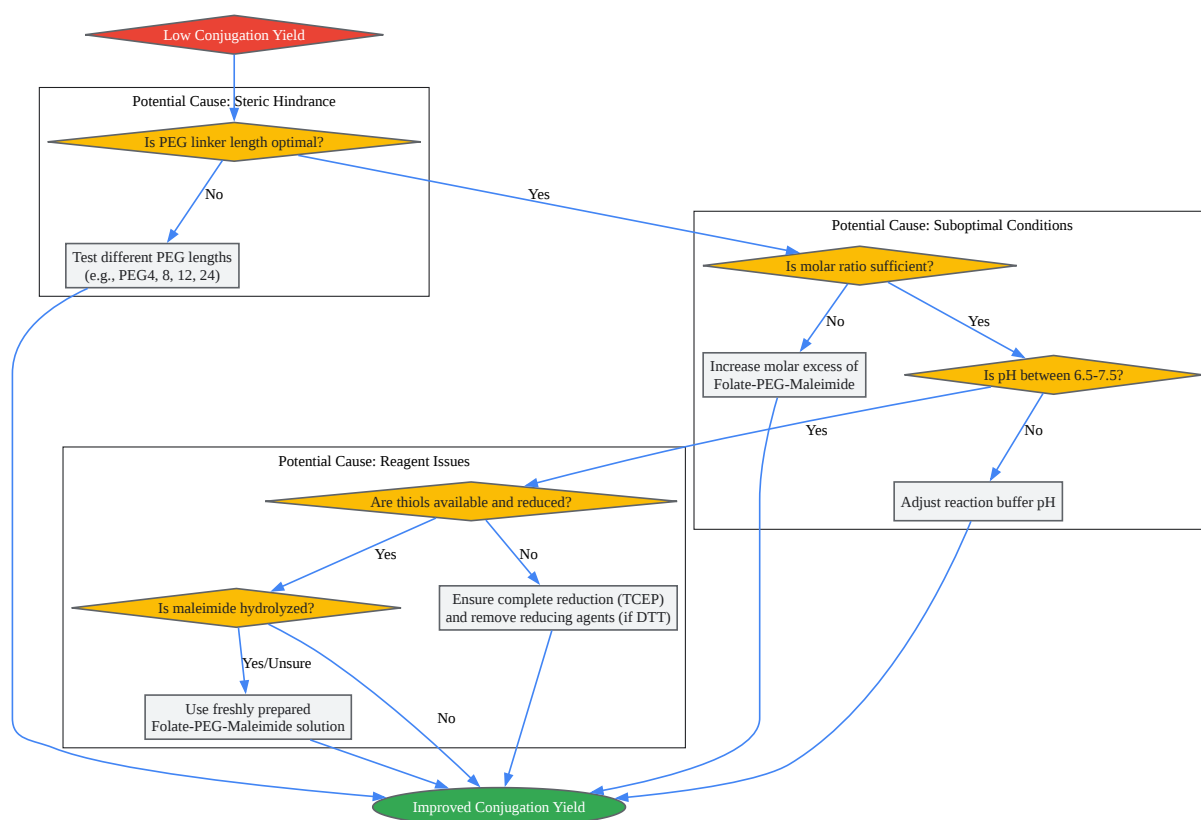 Low Conjugation Yield
Potential Cause: Steric Hindrance
Is PEG linker length optimal?
No
Yes
Test different PEG lengths
(e.g., PEG4, 8, 12, 24)
Potential Cause: Suboptimal Conditions
Is molar ratio sufficient?
No
Yes
Increase molar excess of
Folate-PEG-Maleimide
Is pH between 6.5-7.5?
Yes
No
Adjust reaction buffer pH
Potential Cause: Reagent Issues
Are thiols available and reduced?
Yes
No
Ensure complete reduction (TCEP)
and remove reducing agents (if DTT)
Is maleimide hydrolyzed?
Yes/Unsure
No
Use freshly prepared
Folate-PEG-Maleimide solution
Improved Conjugation Yield